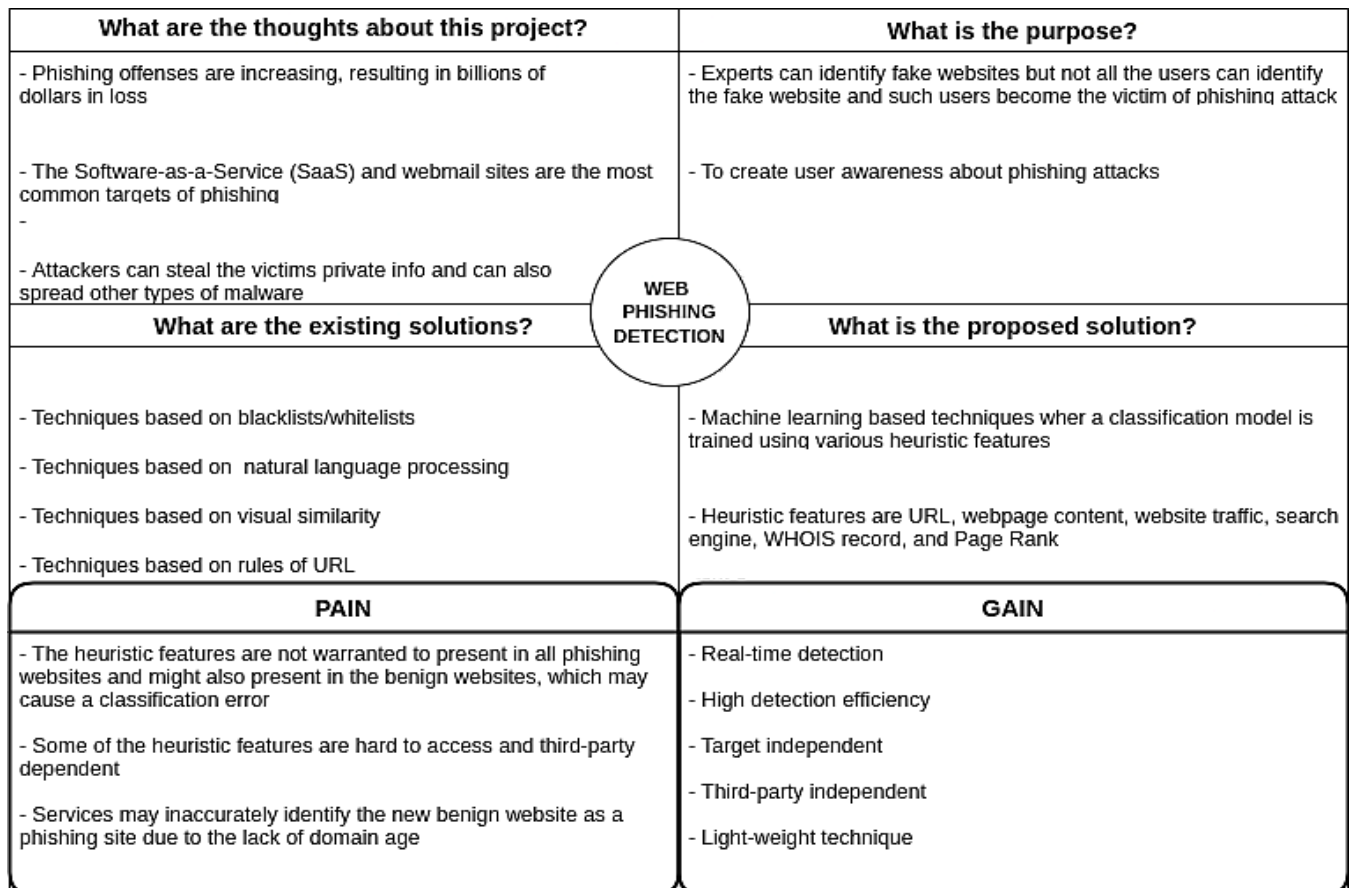 What are the thoughts about this project?
- Phishing offenses are increasing, resulting in billions of
dollars in loss
- The Software-as-a-Service (SaaS) and webmail sites are the most
common targets of phishing
-
- Attackers can steal the victims private info and can also
spread other types of malware
What is the purpose?
- Experts can identify fake websites but not all the users can identify
the fake website and such users become the victim of phishing attack
- To create user awareness about phishing attacks
WEB
PHISHING
DETECTION
What are the existing solutions?
- Techniques based on blacklists/whitelists
- Techniques based on  natural language processing
- Techniques based on visual similarity
- Techniques based on rules of URL
What is the proposed solution?
- Machine learning based techniques wher a classification model is
trained using various heuristic features
- Heuristic features are URL, webpage content, website traffic, search
engine, WHOIS record, and Page Rank
PAIN
- The heuristic features are not warranted to present in all phishing
websites and might also present in the benign websites, which may
cause a classification error
- Some of the heuristic features are hard to access and third-party
dependent
- Services may inaccurately identify the new benign website as a
phishing site due to the lack of domain age
GAIN
- Real-time detection
- High detection efficiency
- Target independent
- Third-party independent
- Light-weight technique